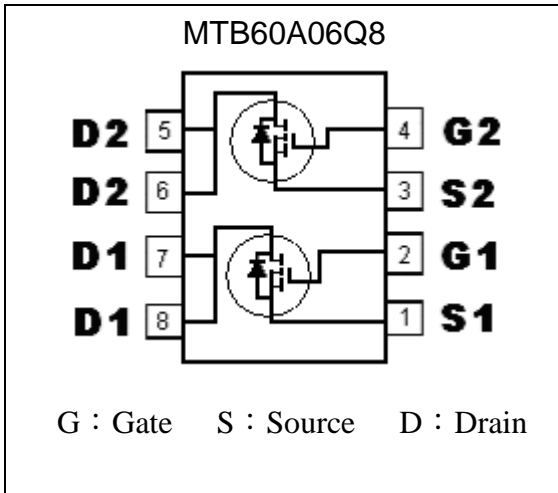 MTB60A06Q8
D2 5 4 G2
D2 6 3 S2
D1 7 2 G1
D1 8 1 S1
G：Gate S：Source D：Drain